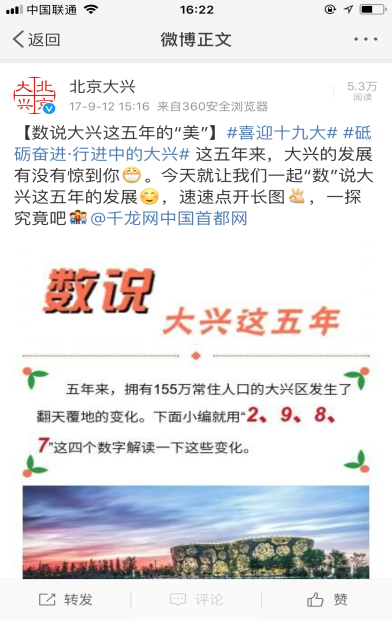 中国联通 16:22
返回 微博正文
北京大兴
17-9-12 15:16 来自360安全浏览器
5.3万
阅读
【数说大兴这五年的“美”】#喜迎十九大# #砥
砺奋进·行进中的大兴# 这五年来，大兴的发展
有没有惊到你😁。今天就让我们一起“数”说大
兴这五年的发展😊，速速点开长图✌，一探
究竟吧👬@千龙网中国首都网
数说
大兴这五年
五年来，拥有155万常住人口的大兴区发生了
翻天覆地的变化。下面小编就用“2、9、8、
7”这四个数字解读一下这些变化。
转发 评论 赞